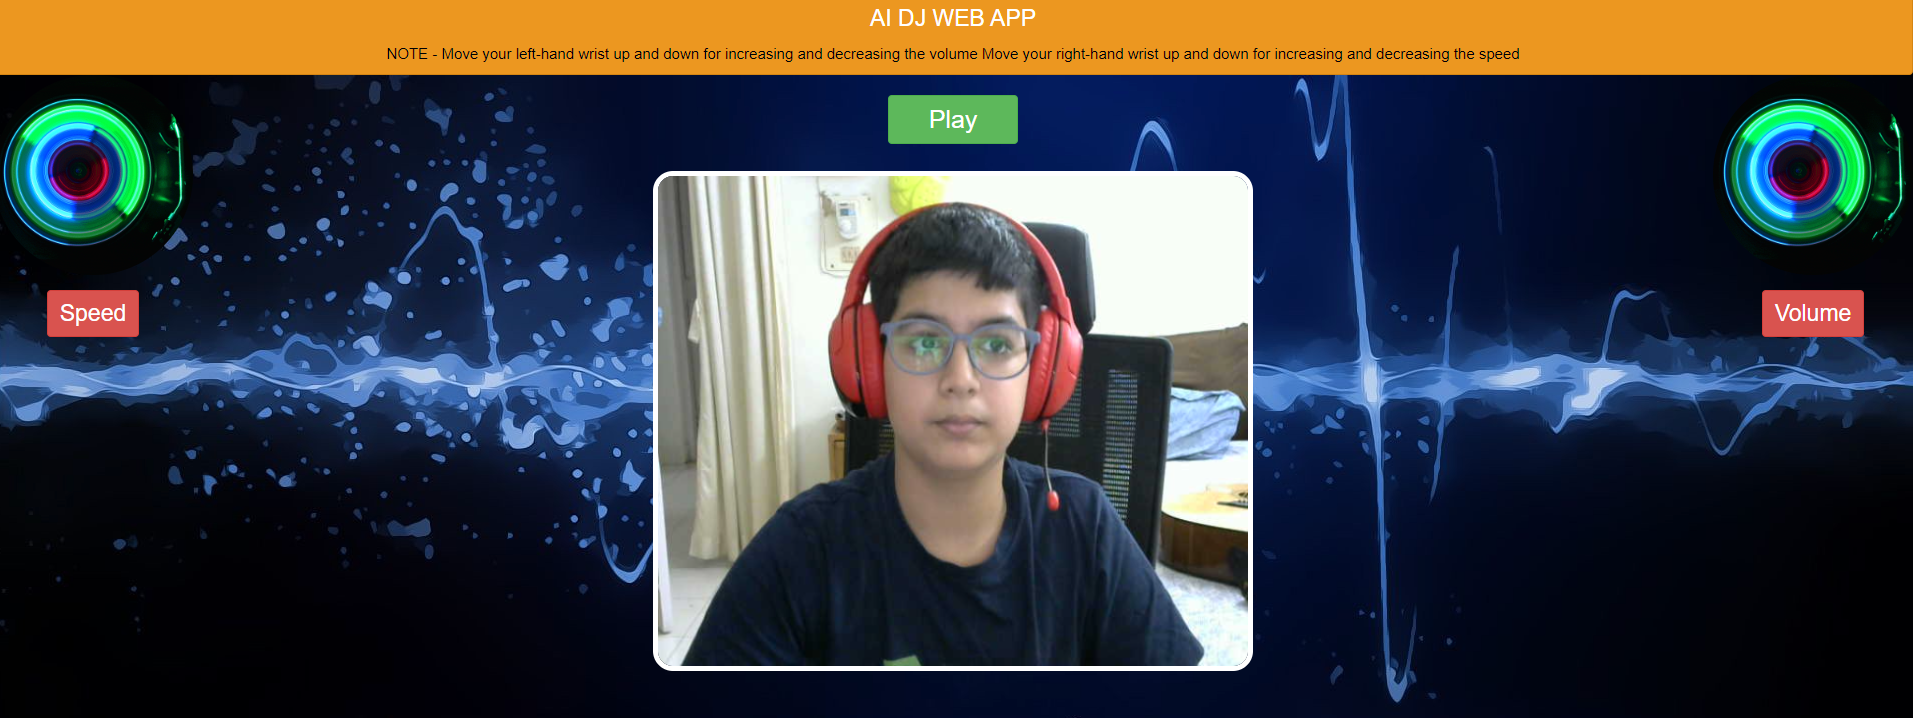 AI DJ WEB APP
NOTE - Move your left-hand wrist up and down for increasing and decreasing the volume Move your right-hand wrist up and down for increasing and decreasing the speed
Play
Speed
Volume